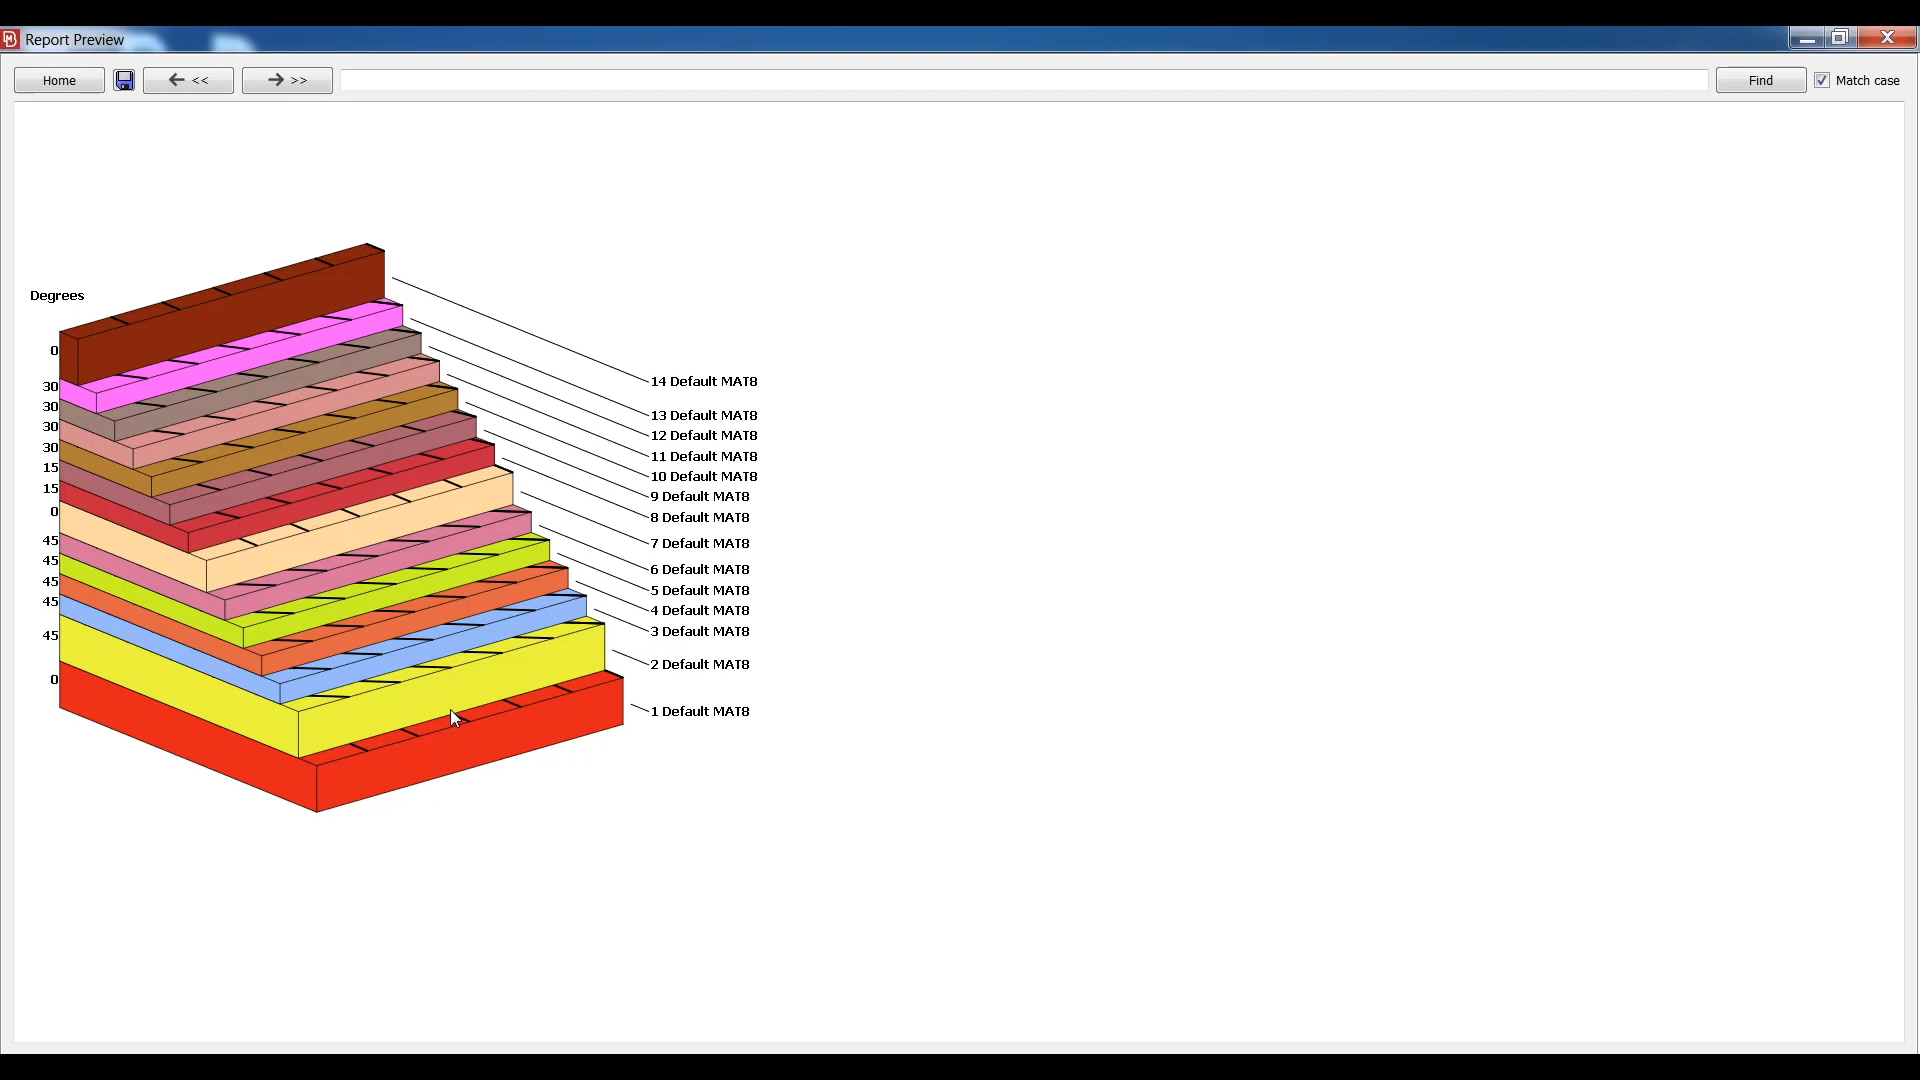 Report Preview
Home
<<
>>
Find
Match case
Degrees
0
30
30
30
30
15
15
0
45
45
45
45
45
0
14 Default MAT8
13 Default MAT8
12 Default MAT8
11 Default MAT8
10 Default MAT8
9 Default MAT8
8 Default MAT8
7 Default MAT8
6 Default MAT8
5 Default MAT8
4 Default MAT8
3 Default MAT8
2 Default MAT8
1 Default MAT8